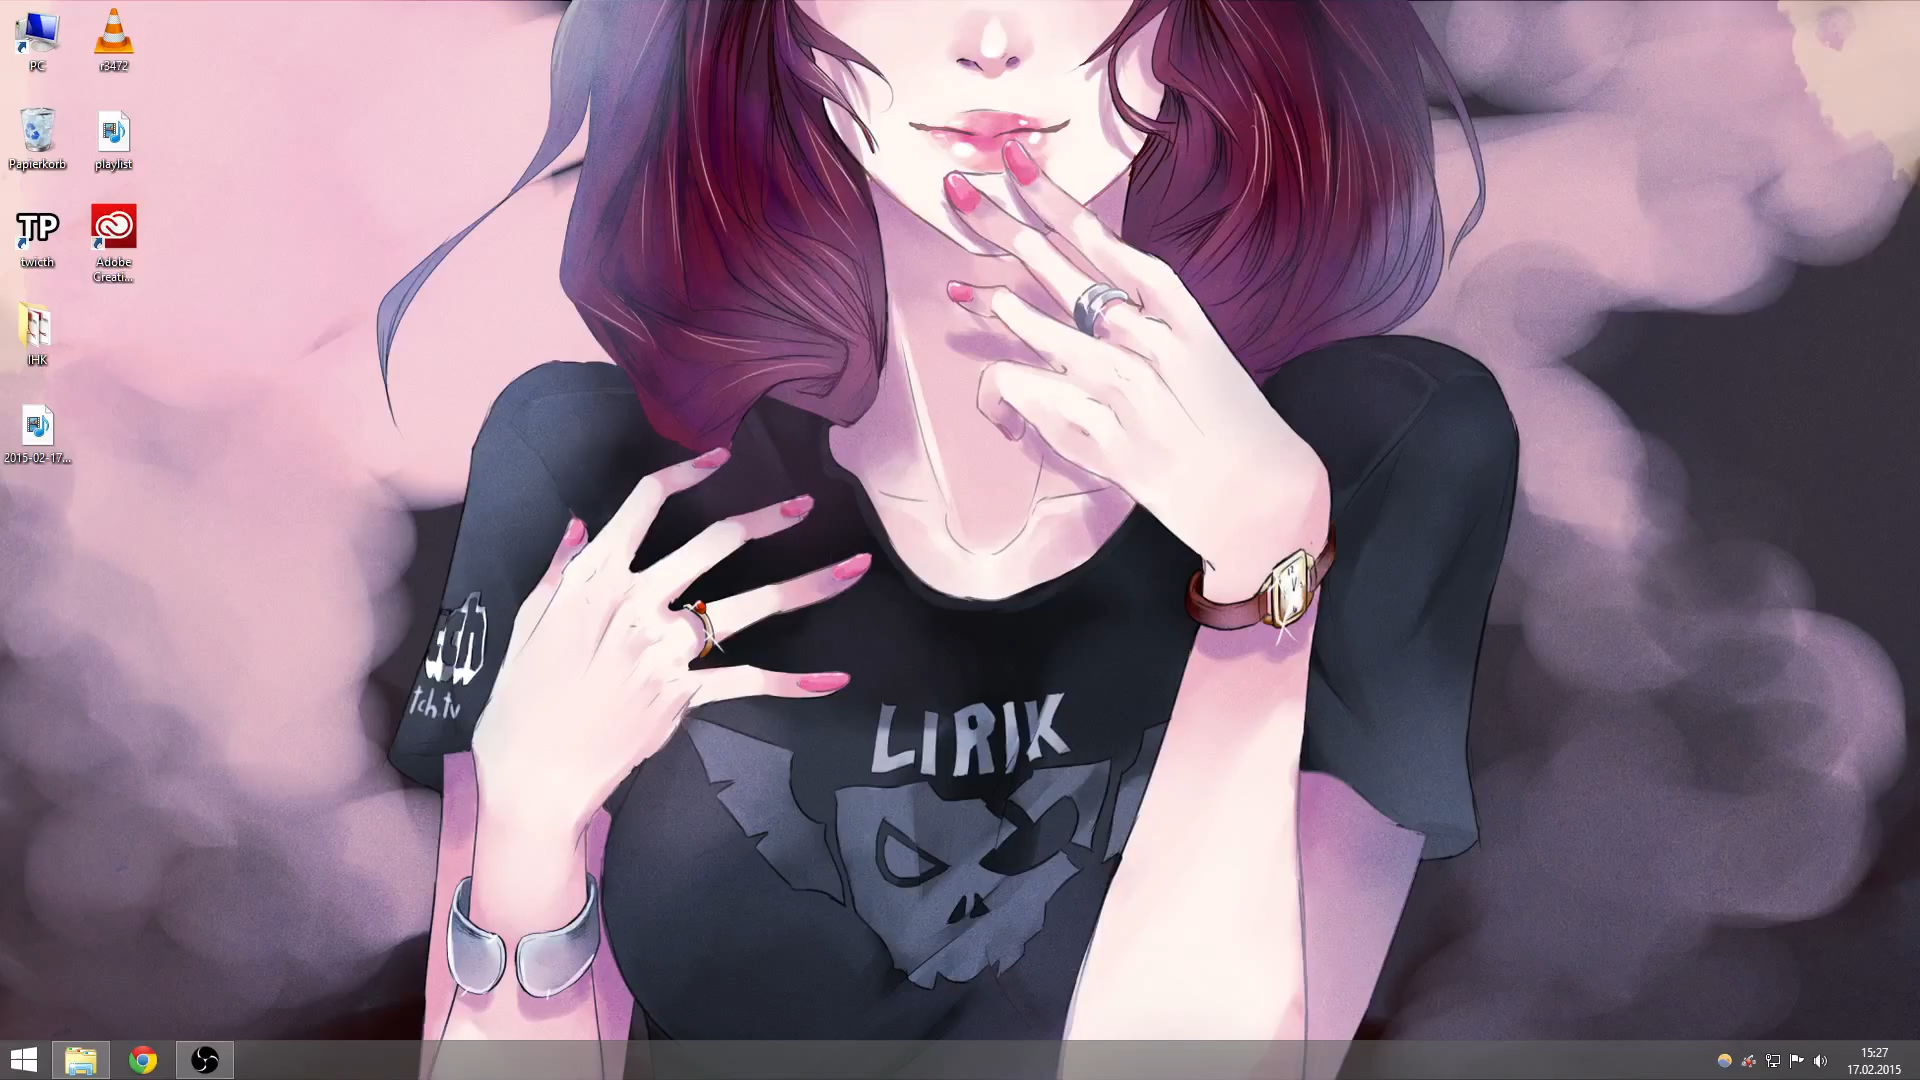 PC
r3472
Papierkorb
playlist
TP
twicth
Adobe
Creati...
IHK
2015-02-17...
tch.tv
LIRIK
15:27
17.02.2015